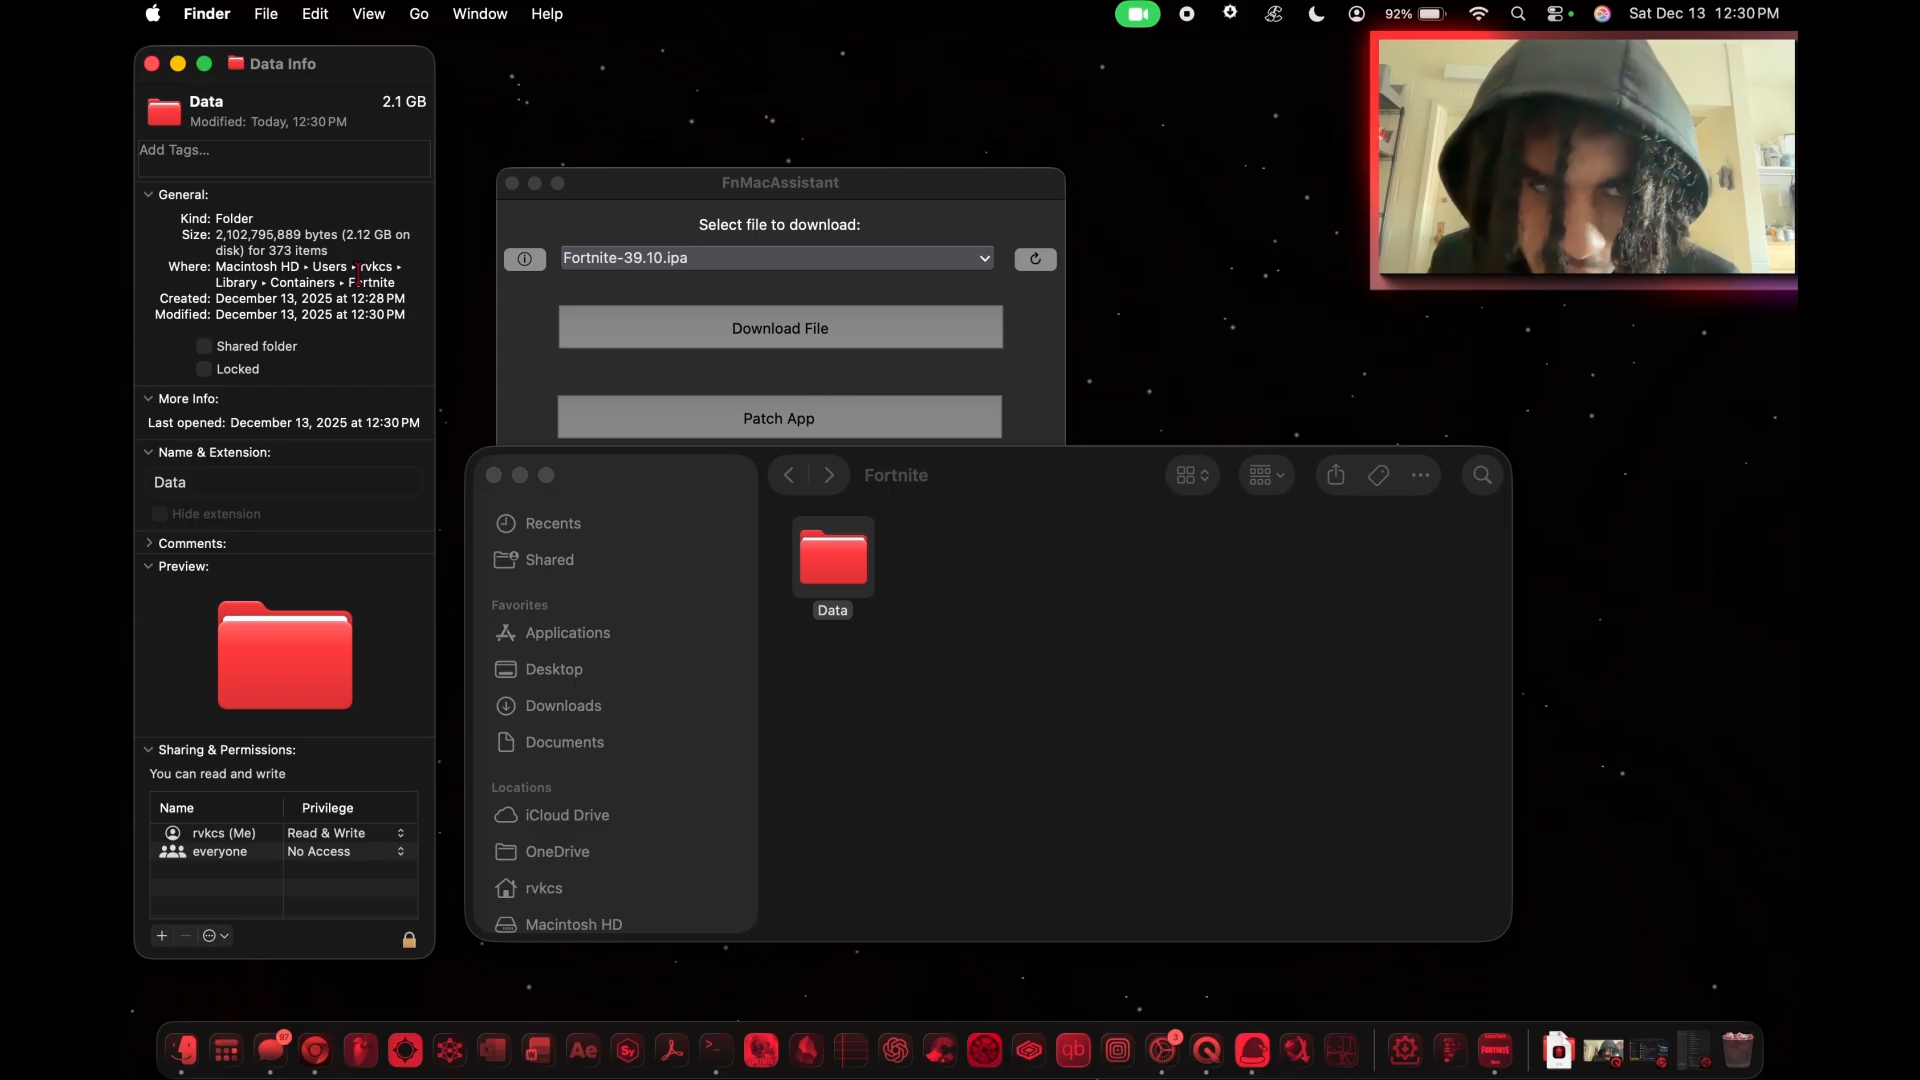 Finder File Edit View Go Window Help
92% Sat Dec 13 12:30 PM
Data Info
Data 2.1 GB
Modified: Today, 12:30 PM
Add Tags...
General:
Kind: Folder
Size: 2,102,795,889 bytes (2.12 GB on
disk) for 373 items
Where: Macintosh HD ▸ Users ▸ rvkcs ▸
Library ▸ Containers ▸ Fortnite
Created: December 13, 2025 at 12:28 PM
Modified: December 13, 2025 at 12:30 PM
Shared folder
Locked
More Info:
Last opened: December 13, 2025 at 12:30 PM
Name & Extension:
Data
Hide extension
Comments:
Preview:
Sharing & Permissions:
You can read and write
Name Privilege
rvkcs (Me) Read & Write
everyone No Access
FnMacAssistant
Select file to download:
Fortnite-39.10.ipa
Download File
Patch App
Fortnite
Recents
Shared
Favorites
Applications
Desktop
Downloads
Documents
Locations
iCloud Drive
OneDrive
rvkcs
Macintosh HD
Data
97
W
Ae
Sy
qb
3
FORTNITE